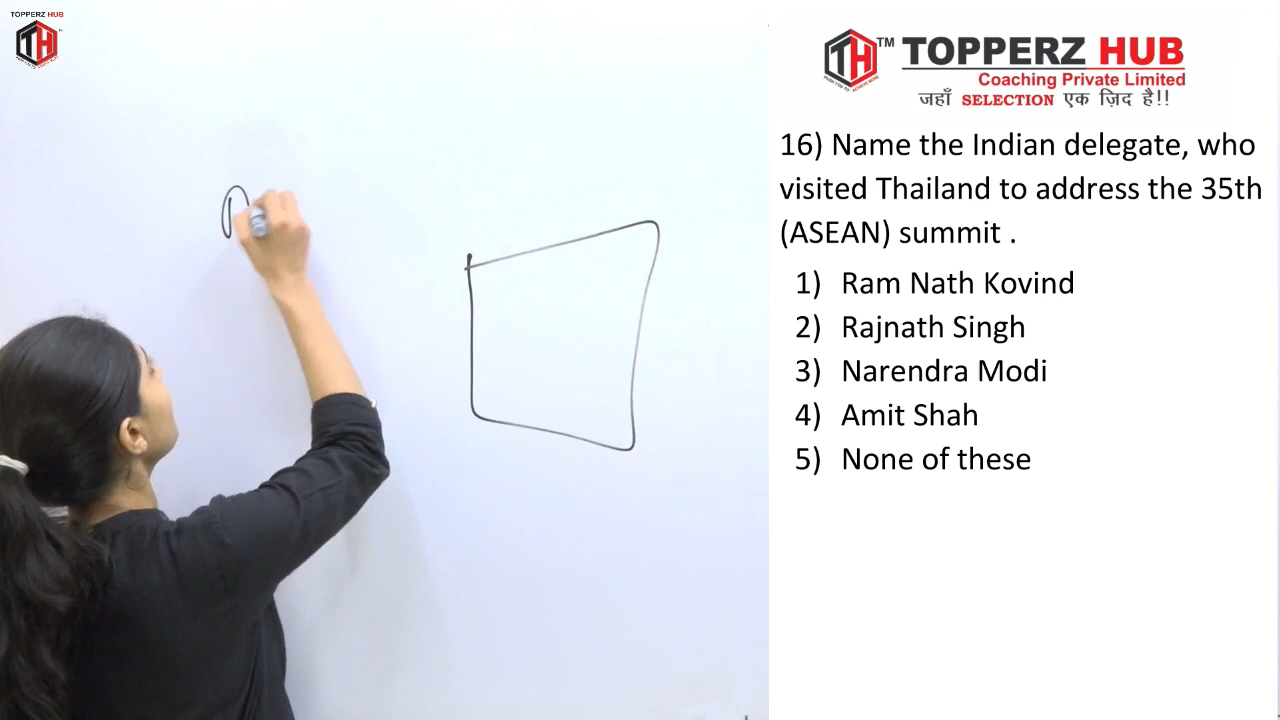 TOPPERZ HUB
TH
TH™ TOPPERZ HUB
Coaching Private Limited
जहाँ SELECTION एक ज़िद है!!
16) Name the Indian delegate, who
visited Thailand to address the 35th
(ASEAN) summit .
1) Ram Nath Kovind
2) Rajnath Singh
3) Narendra Modi
4) Amit Shah
5) None of these